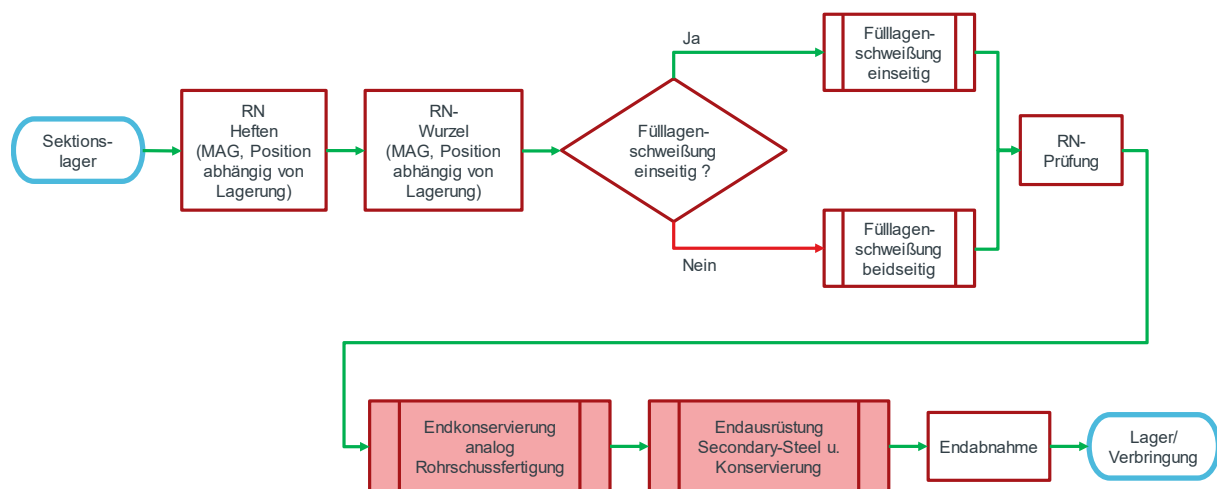 Sektions-
lager
RN
Heften
(MAG, Position
abhängig von
Lagerung)
RN-
Wurzel
(MAG, Position
abhängig von
Lagerung)
Fülllagen-
schweißung
einseitig ?
Ja
Fülllagen-
schweißung
einseitig
Nein
Fülllagen-
schweißung
beidseitig
RN-
Prüfung
Endkonservierung
analog
Rohrschussfertigung
Endausrüstung
Secondary-Steel u.
Konservierung
Endabnahme
Lager/
Verbringung